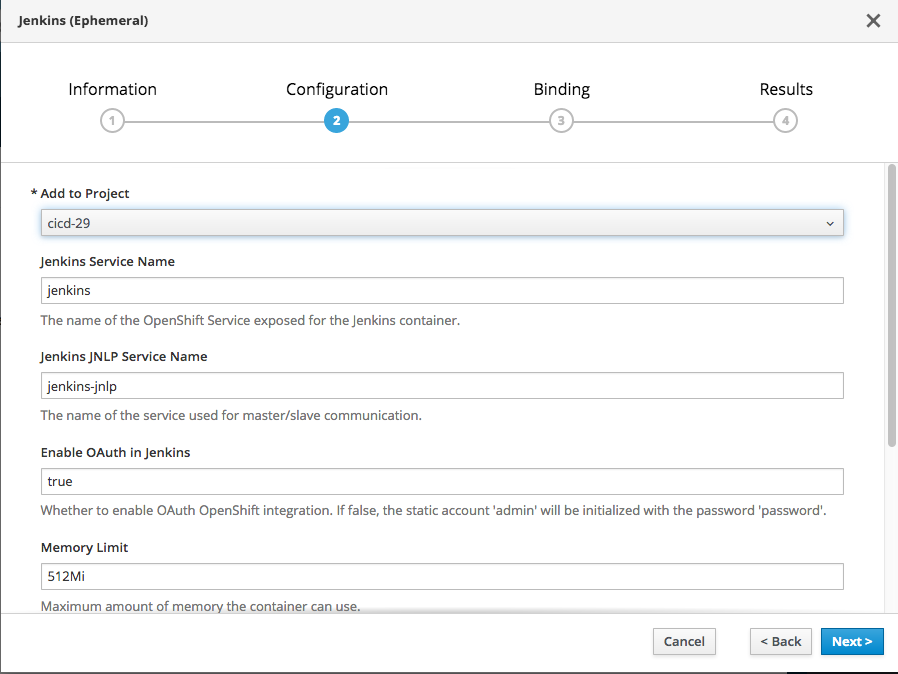 Jenkins (Ephemeral)
Information
Configuration
Binding
Results
1
2
3
4
* Add to Project
cicd-29
Jenkins Service Name
jenkins
The name of the OpenShift Service exposed for the Jenkins container.
Jenkins JNLP Service Name
jenkins-jnlp
The name of the service used for master/slave communication.
Enable OAuth in Jenkins
true
Whether to enable OAuth OpenShift integration. If false, the static account 'admin' will be initialized with the password 'password'.
Memory Limit
512Mi
Maximum amount of memory the container can use.
Cancel
< Back
Next >